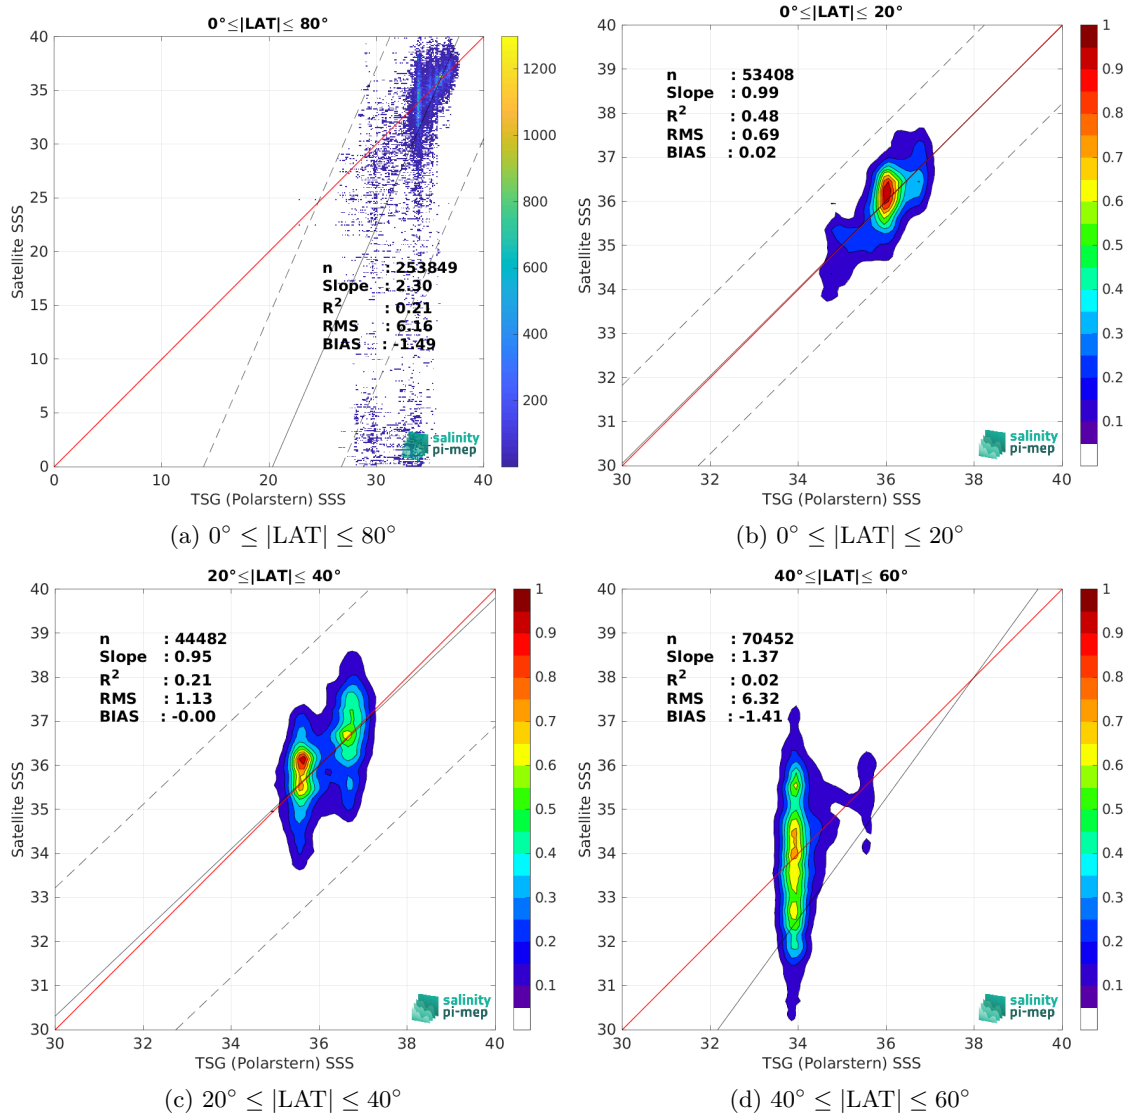 0°≤|LAT|≤ 80°
40
35
30
25
20
15
10
5
0
Satellite SSS
n : 253849
Slope : 2.30
R2 : 0.21
RMS : 6.16
BIAS : -1.49
salinity
pi-mep
0 10 20 30 40
TSG (Polarstern) SSS
1200
1000
800
600
400
200
(a) 0° ≤ |LAT| ≤ 80°
0°≤|LAT|≤ 20°
40
39
38
37
36
35
34
33
32
31
30
Satellite SSS
n : 53408
Slope : 0.99
R2 : 0.48
RMS : 0.69
BIAS : 0.02
salinity
pi-mep
30 32 34 36 38 40
TSG (Polarstern) SSS
1
0.9
0.8
0.7
0.6
0.5
0.4
0.3
0.2
0.1
(b) 0° ≤ |LAT| ≤ 20°
20°≤|LAT|≤ 40°
40
39
38
37
36
35
34
33
32
31
30
Satellite SSS
n : 44482
Slope : 0.95
R2 : 0.21
RMS : 1.13
BIAS : -0.00
salinity
pi-mep
30 32 34 36 38 40
TSG (Polarstern) SSS
1
0.9
0.8
0.7
0.6
0.5
0.4
0.3
0.2
0.1
(c) 20° ≤ |LAT| ≤ 40°
40°≤|LAT|≤ 60°
40
39
38
37
36
35
34
33
32
31
30
Satellite SSS
n : 70452
Slope : 1.37
R2 : 0.02
RMS : 6.32
BIAS : -1.41
salinity
pi-mep
30 32 34 36 38 40
TSG (Polarstern) SSS
1
0.9
0.8
0.7
0.6
0.5
0.4
0.3
0.2
0.1
(d) 40° ≤ |LAT| ≤ 60°